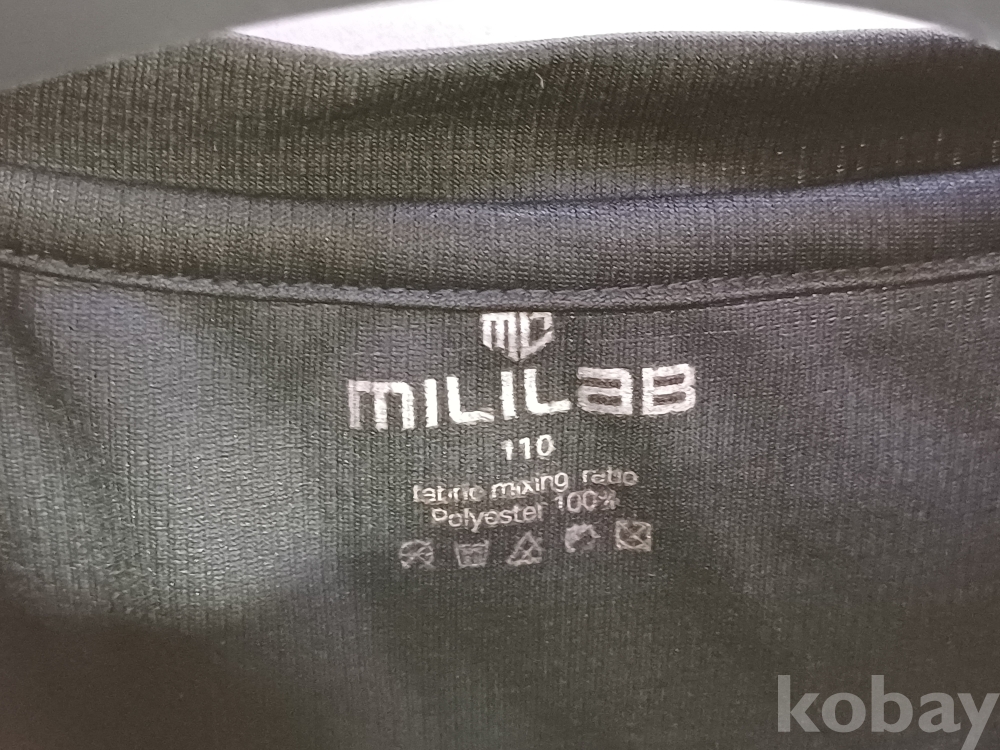 MILILAB
110
fabric mixing ratio
Polyester 100%
kobay